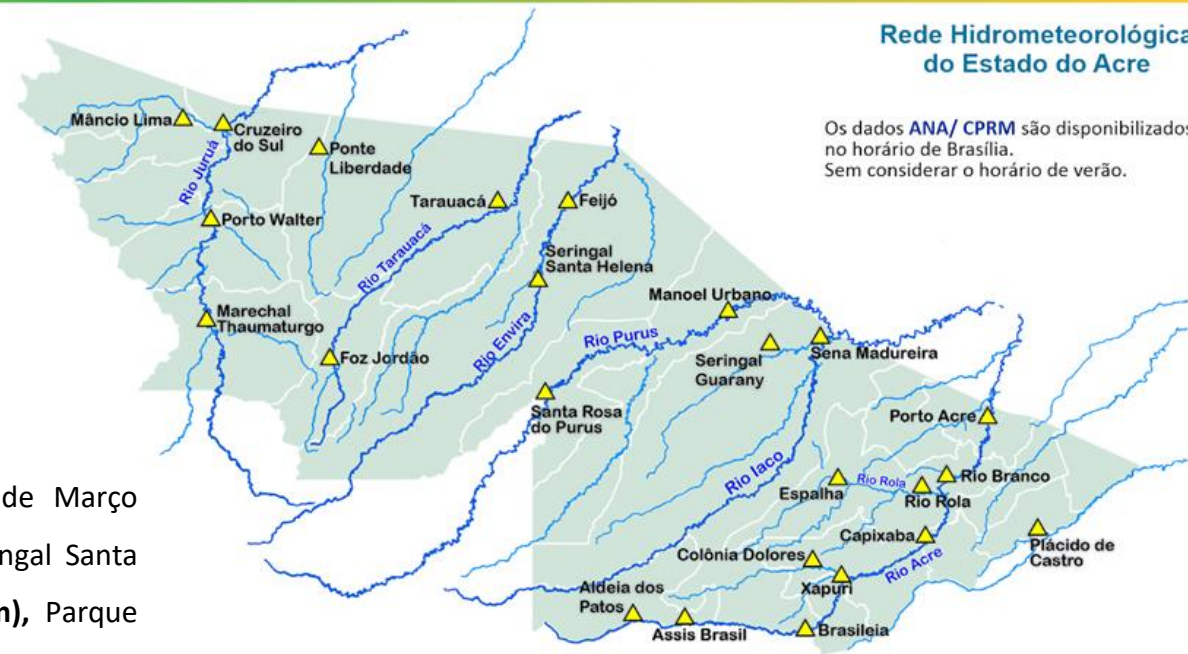 Rede Hidrometeorológica
do Estado do Acre
Os dados ANA/ CPRM são disponibilizados
no horário de Brasília.
Sem considerar o horário de verão.
Mâncio Lima
Cruzeiro
do Sul
Ponte
Liberdade
Rio Juruá
Tarauacá
Feijó
Porto Walter
Rio Tarauacá
Seringal
Santa Helena
Manoel Urbano
Marechal
Thaumaturgo
Rio Envira
Rio Purus
Foz Jordão
Seringal
Guarany
Sena Madureira
Santa Rosa
do Purus
Porto Acre
Rio Iaco
Espalha
Rio Rola
Rio Rola
Rio Branco
de Março
Capixaba
Plácido de
Castro
Colônia Dolores
Rio Acre
ngal Santa
Xapuri
Aldeia dos
Patos
n), Parque
Assis Brasil
Brasileia